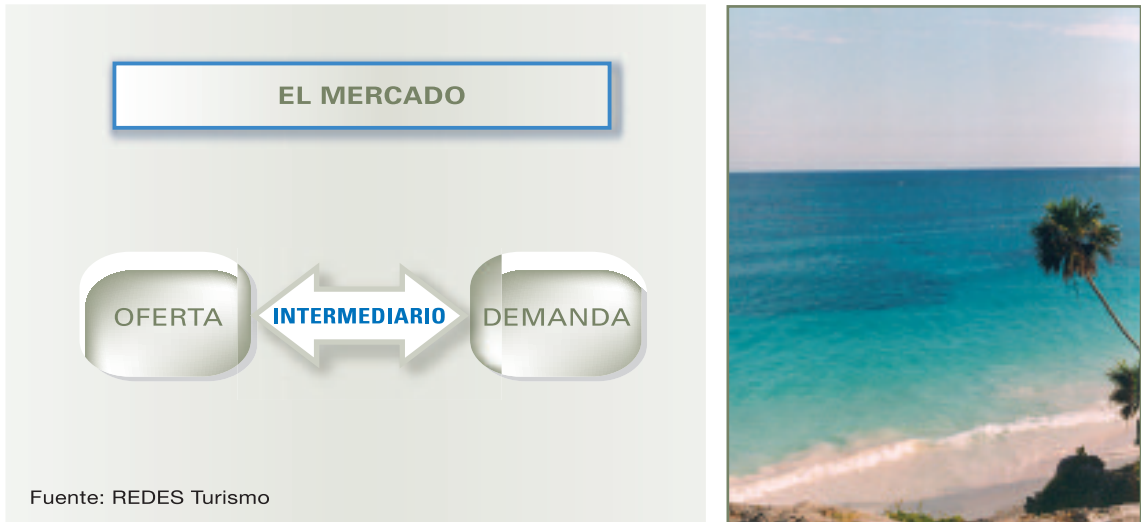 EL MERCADO
OFERTA
INTERMEDIARIO
DEMANDA
Fuente: REDES Turismo